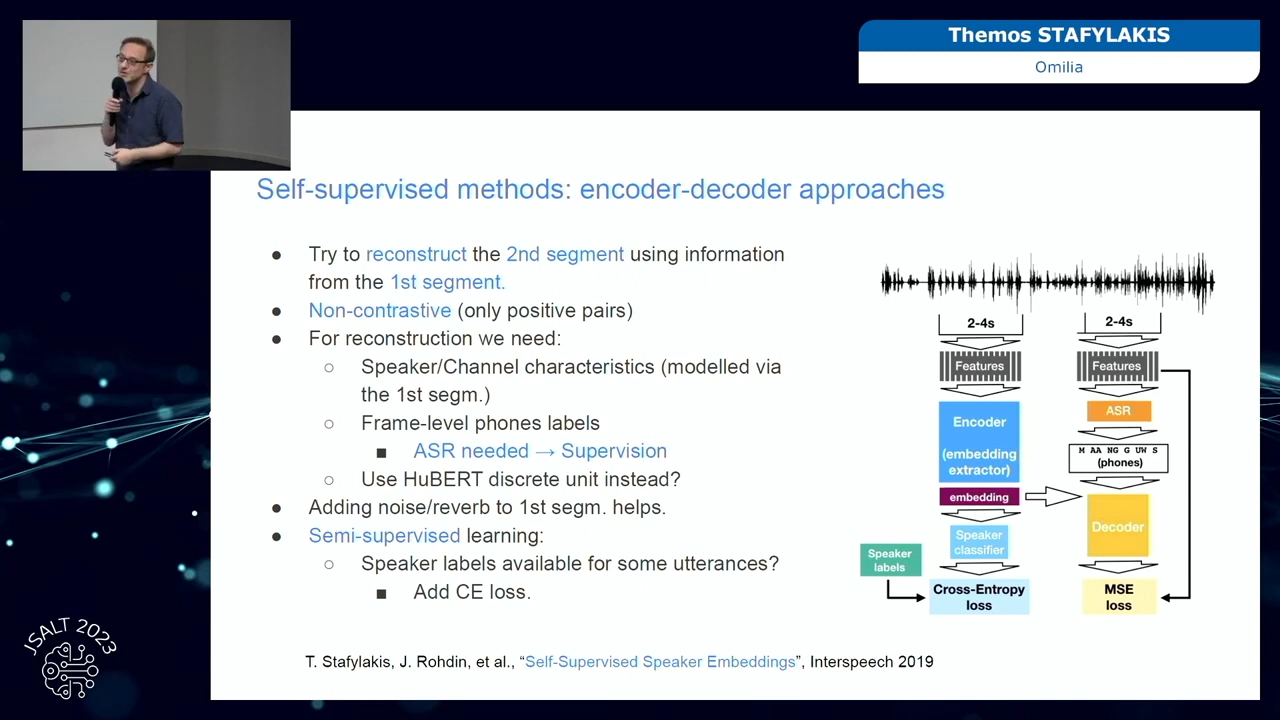 Themos STAFYLAKIS
Omilia
Self-supervised methods: encoder-decoder approaches
● Try to reconstruct the 2nd segment using information
from the 1st segment.
● Non-contrastive (only positive pairs)
● For reconstruction we need:
○ Speaker/Channel characteristics (modelled via
the 1st segm.)
○ Frame-level phones labels
■ ASR needed → Supervision
○ Use HuBERT discrete unit instead?
● Adding noise/reverb to 1st segm. helps.
● Semi-supervised learning:
○ Speaker labels available for some utterances?
■ Add CE loss.
2-4s
Features
Encoder
(embedding
extractor)
embedding
Speaker
classifier
Speaker
labels
Cross-Entropy
loss
2-4s
Features
ASR
M AA NG G UW S
(phones)
Decoder
MSE
loss
T. Stafylakis, J. Rohdin, et al., “Self-Supervised Speaker Embeddings”, Interspeech 2019
JSALT 2023